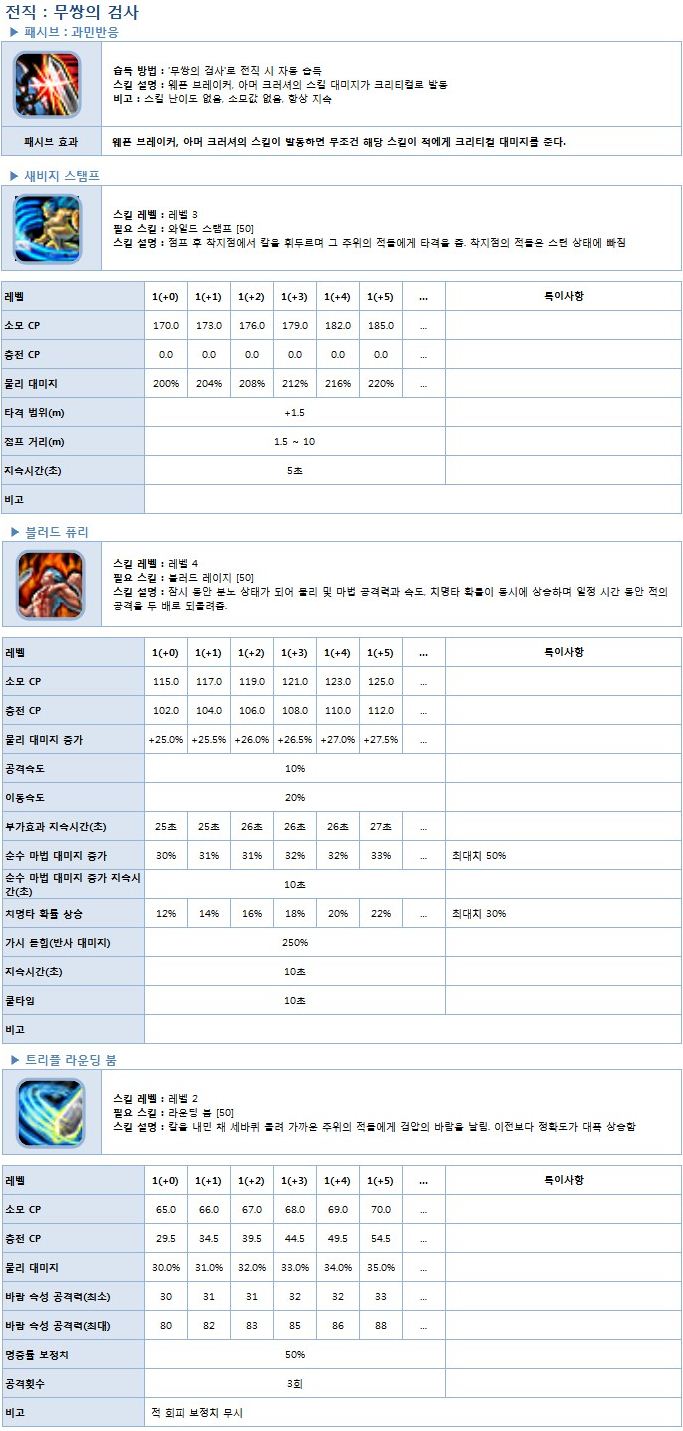 전직 : 무쌍의 검사
▶ 패시브 : 과민반응
습득 방법 : '무쌍의 검사'로 전직 시 자동 습득
스킬 설명 : 웨폰 브레이커, 아머 크러셔의 스킬 대미지가 크리티컬로 발동
비고 : 스킬 난이도 없음, 소모값 없음, 항상 지속
패시브 효과 웨폰 브레이커, 아머 크러셔의 스킬이 발동하면 무조건 해당 스킬이 적에게 크리티컬 대미지를 준다.
▶ 새비지 스탬프
스킬 레벨 : 레벨 3
필요 스킬 : 와일드 스탬프 [50]
스킬 설명 : 점프 후 착지점에서 칼을 휘두르며 그 주위의 적들에게 타격을 줌. 착지점의 적들은 스턴 상태에 빠짐
레벨 1(+0) 1(+1) 1(+2) 1(+3) 1(+4) 1(+5) ... 특이사항
소모 CP 170.0 173.0 176.0 179.0 182.0 185.0 ...
충전 CP 0.0 0.0 0.0 0.0 0.0 0.0 ...
물리 대미지 200% 204% 208% 212% 216% 220% ...
타격 범위(m) +1.5
점프 거리(m) 1.5 ~ 10
지속시간(초) 5초
비고
▶ 블러드 퓨리
스킬 레벨 : 레벨 4
필요 스킬 : 블러드 레이지 [50]
스킬 설명 : 잠시 동안 분노 상태가 되어 물리 및 마법 공격력과 속도, 치명타 확률이 동시에 상승하며 일정 시간 동안 적의
공격을 두 배로 되돌려줌.
레벨 1(+0) 1(+1) 1(+2) 1(+3) 1(+4) 1(+5) ... 특이사항
소모 CP 115.0 117.0 119.0 121.0 123.0 125.0 ...
충전 CP 102.0 104.0 106.0 108.0 110.0 112.0 ...
물리 대미지 증가 +25.0% +25.5% +26.0% +26.5% +27.0% +27.5% ...
공격속도 10%
이동속도 20%
부가효과 지속시간(초) 25초 25초 26초 26초 26초 27초 ...
순수 마법 대미지 증가 30% 31% 31% 32% 32% 33% ... 최대치 50%
순수 마법 대미지 증가 지속시
간(초) 10초
치명타 확률 상승 12% 14% 16% 18% 20% 22% ... 최대치 30%
가시 돋힘(반사 대미지) 250%
지속시간(초) 10초
쿨타임 10초
비고
▶ 트리플 라운딩 붐
스킬 레벨 : 레벨 2
필요 스킬 : 라운딩 붐 [50]
스킬 설명 : 칼을 내민 채 세바퀴 돌려 가까운 주위의 적들에게 검압의 바람을 날림. 이전보다 정확도가 대폭 상승함
레벨 1(+0) 1(+1) 1(+2) 1(+3) 1(+4) 1(+5) ... 특이사항
소모 CP 65.0 66.0 67.0 68.0 69.0 70.0 ...
충전 CP 29.5 34.5 39.5 44.5 49.5 54.5 ...
물리 대미지 30.0% 31.0% 32.0% 33.0% 34.0% 35.0% ...
바람 속성 공격력(최소) 30 31 31 32 32 33 ...
바람 속성 공격력(최대) 80 82 83 85 86 88 ...
명중률 보정치 50%
공격횟수 3회
비고 적 회피 보정치 무시